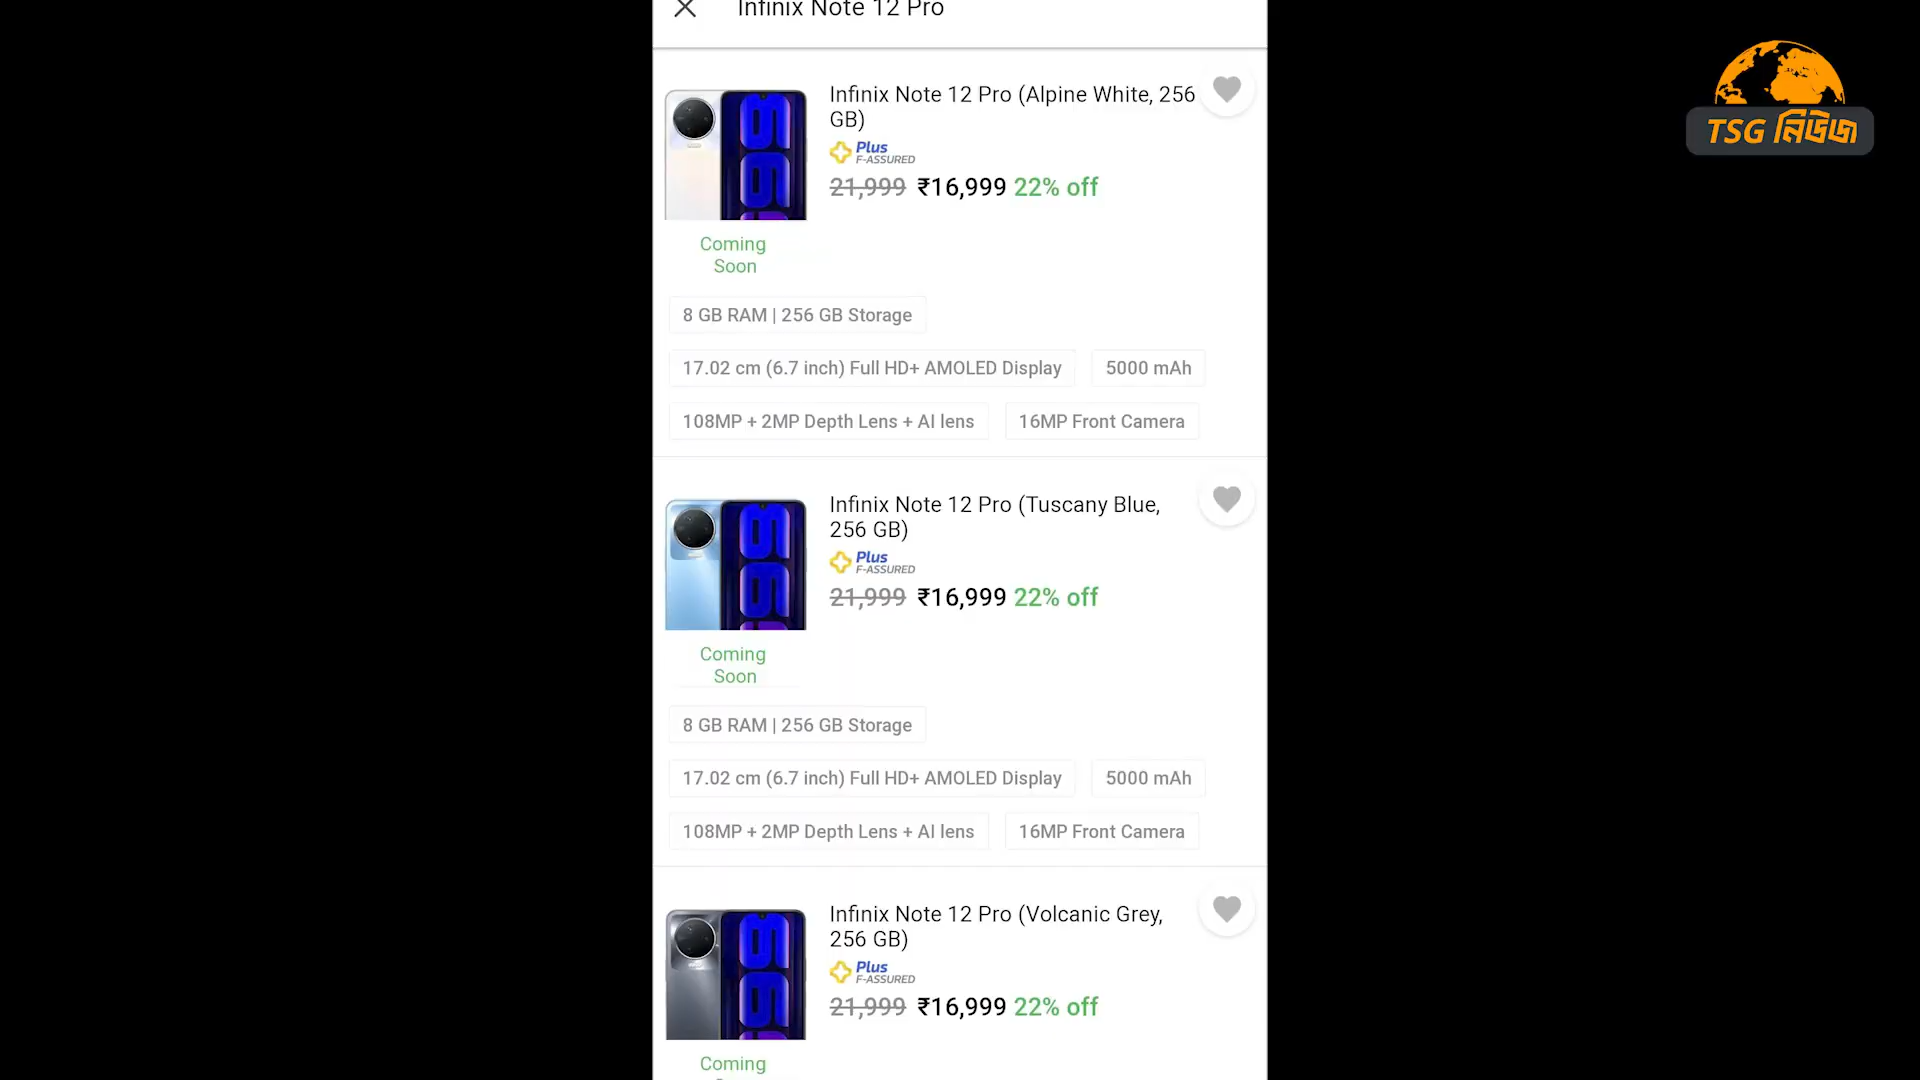 Infinix Note 12 Pro
TSG নিউজ
Infinix Note 12 Pro (Alpine White, 256
GB)
Plus
F-ASSURED
21,999 ₹16,999 22% off
Coming
Soon
8 GB RAM | 256 GB Storage
17.02 cm (6.7 inch) Full HD+ AMOLED Display 5000 mAh
108MP + 2MP Depth Lens + AI lens 16MP Front Camera
Infinix Note 12 Pro (Tuscany Blue,
256 GB)
Plus
F-ASSURED
21,999 ₹16,999 22% off
Coming
Soon
8 GB RAM | 256 GB Storage
17.02 cm (6.7 inch) Full HD+ AMOLED Display 5000 mAh
108MP + 2MP Depth Lens + AI lens 16MP Front Camera
Infinix Note 12 Pro (Volcanic Grey,
256 GB)
Plus
F-ASSURED
21,999 ₹16,999 22% off
Coming